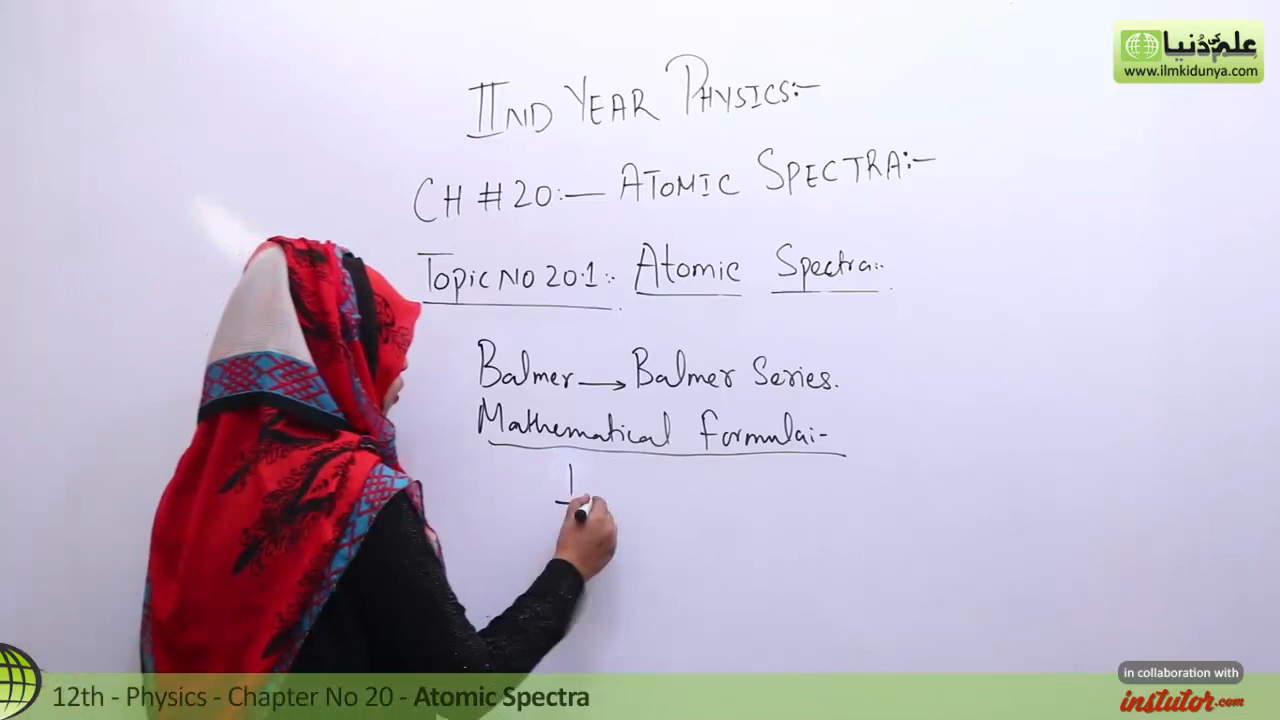 علم کی دُنیا
www.ilmkidunya.com
IIND YEAR PHYSICS:-
CH # 20:— ATOMIC SPECTRA:-
Topic No 20.1:. Atomic Spectra:.
Balmer → Balmer Series.
Mathematical formula:-
1
in collaboration with
instutor.com
12th - Physics - Chapter No 20 - Atomic Spectra